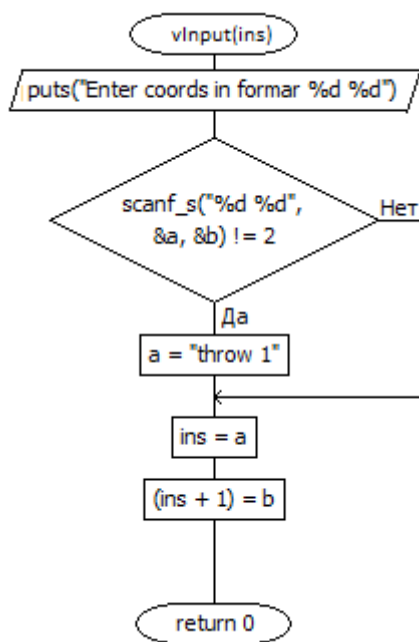 vInput(ins)
puts("Enter coords in formar %d %d")
scanf_s("%d %d",
&a, &b) != 2
Нет
Да
a = "throw 1"
ins = a
(ins + 1) = b
return 0